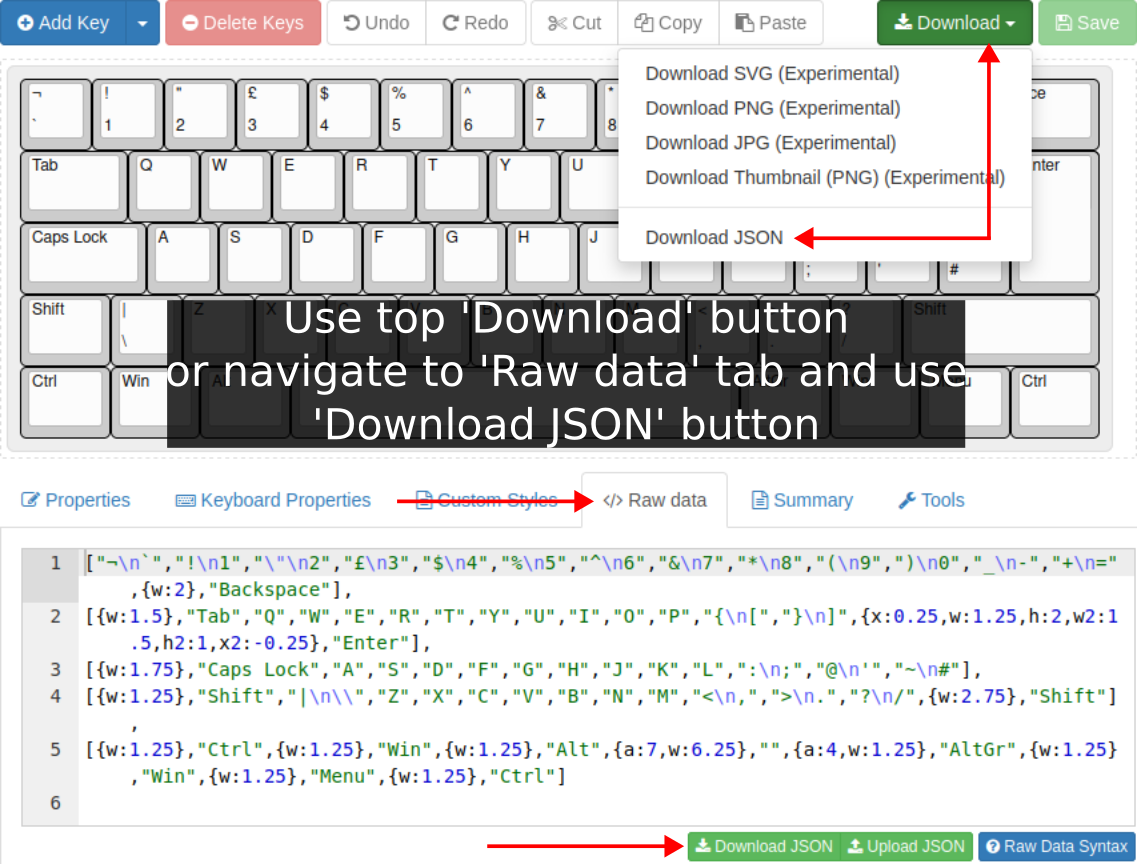 Add Key Delete Keys Undo Redo Cut Copy Paste Download Save
Download SVG (Experimental)
Download PNG (Experimental)
Download JPG (Experimental)
Download Thumbnail (PNG) (Experimental)
Download JSON
¬ ! " £ $ % ^ & * ce
` 1 2 3 4 5 6 7 8
Tab Q W E R T Y U nter
Caps Lock A S D F G H J
; ' #
Shift | Z X C V B N M < > ? Shift
\ , . /
Ctrl Win Ctrl
Use top 'Download' button
or navigate to 'Raw data' tab and use
'Download JSON' button
Properties Keyboard Properties Custom Styles </> Raw data Summary Tools
1 ["¬\n`","!\n1","\"\n2","£\n3","$\n4","%\n5","^\n6","&\n7","*\n8","(\n9",")\n0","_\n-","+\n="
,{w:2},"Backspace"],
2 [{w:1.5},"Tab","Q","W","E","R","T","Y","U","I","O","P","{\n[","}\n]",{x:0.25,w:1.25,h:2,w2:1
.5,h2:1,x2:-0.25},"Enter"],
3 [{w:1.75},"Caps Lock","A","S","D","F","G","H","J","K","L",":\n;","@\n'","~\n#"],
4 [{w:1.25},"Shift","|\n\\","Z","X","C","V","B","N","M","<\n,",">\n.","?\n/",{w:2.75},"Shift"]
,
5 [{w:1.25},"Ctrl",{w:1.25},"Win",{w:1.25},"Alt",{a:7,w:6.25},"",{a:4,w:1.25},"AltGr",{w:1.25}
,"Win",{w:1.25},"Menu",{w:1.25},"Ctrl"]
6
Download JSON Upload JSON Raw Data Syntax